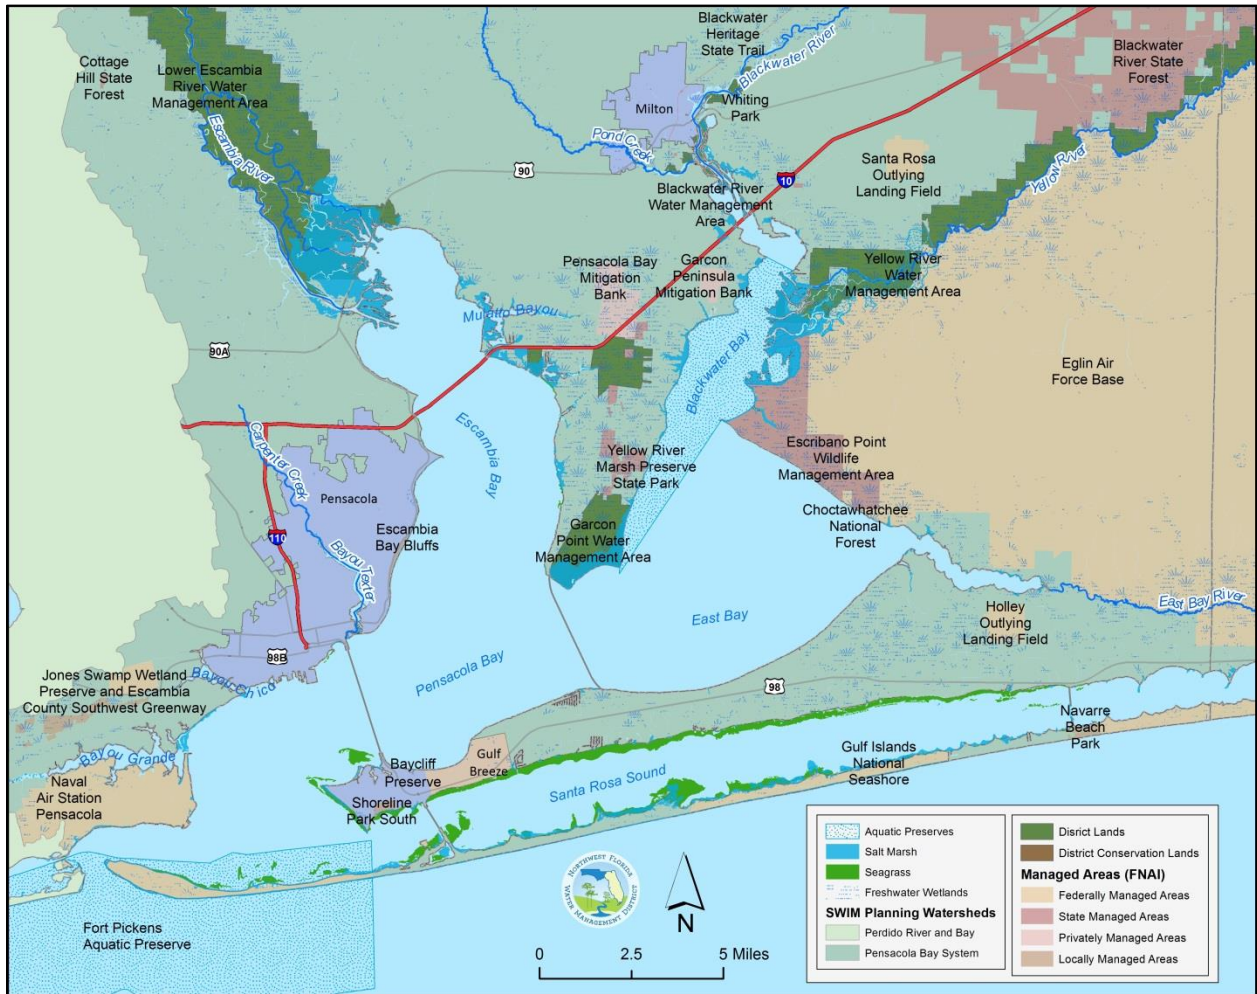 Blackwater
Heritage
State Trail
Blackwater River
Cottage
Hill State
Forest
Lower Escambia
River Water
Management Area
Escambia River
Milton
Whiting
Park
Pond Creek
Blackwater
River State
Forest
90
10
Santa Rosa
Outlying
Landing Field
Yellow River
Blackwater River
Water Management
Area
Pensacola Bay
Mitigation
Bank
Garcon
Peninsula
Mitigation Bank
Yellow River
Water
Management Area
Mulatto Bayou
90A
Blackwater Bay
Eglin Air
Force Base
Escambia Bay
Carpenter Creek
Pensacola
110
Bayou Texter
Escambia
Bay Bluffs
Yellow River
Marsh Preserve
State Park
Escribano Point
Wildlife
Management Area
Garcon
Point Water
Management Area
Choctawhatchee
National
Forest
East Bay River
East Bay
Holley
Outlying
Landing Field
98B
Bayou Chico
Jones Swamp Wetland
Preserve and Escambia
County Southwest Greenway
Pensacola Bay
98
Navarre
Beach
Park
Bayou Grande
Naval
Air Station
Pensacola
Baycliff
Preserve
Gulf
Breeze
Shoreline
Park South
Santa Rosa Sound
Gulf Islands
National
Seashore
Fort Pickens
Aquatic Preserve
NORTHWEST FLORIDA
WATER MANAGEMENT DISTRICT
N
0 2.5 5 Miles
Aquatic Preserves
Salt Marsh
Seagrass
Freshwater Wetlands
SWIM Planning Watersheds
Perdido River and Bay
Pensacola Bay System
Disrict Lands
District Conservation Lands
Managed Areas (FNAI)
Federally Managed Areas
State Managed Areas
Privately Managed Areas
Locally Managed Areas